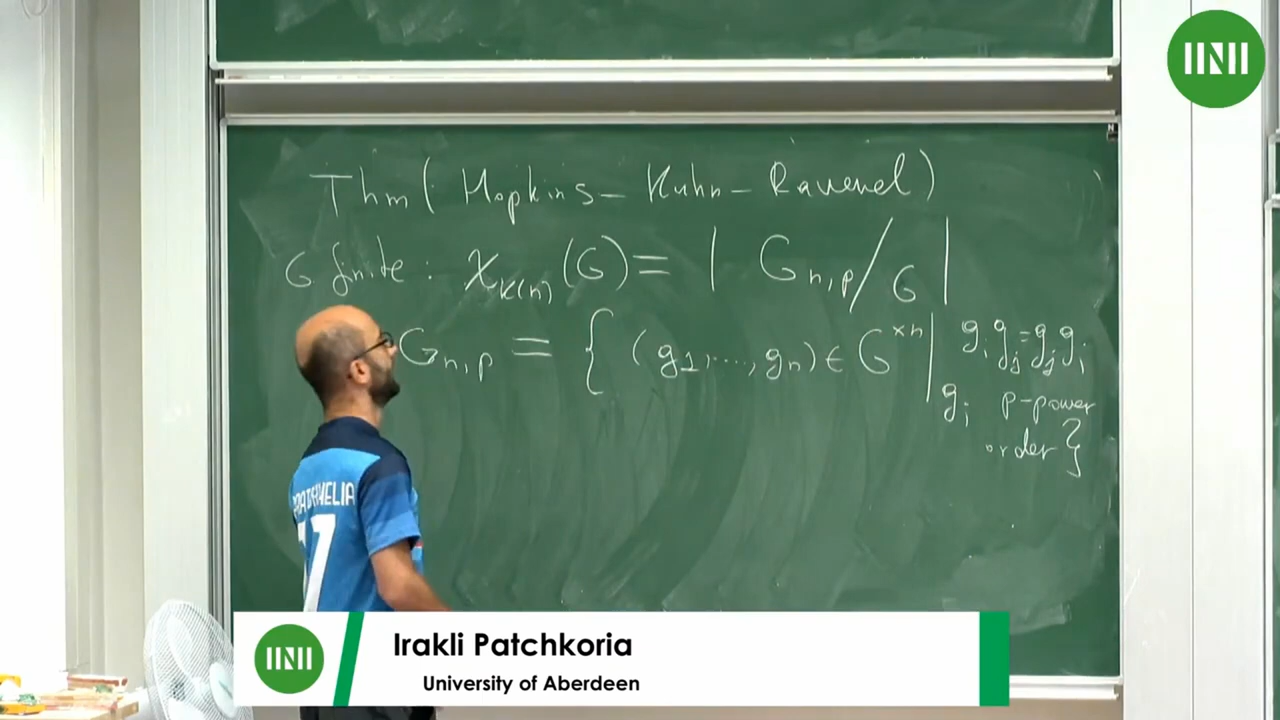 Thm (Hopkins – Kuhn – Ravenel)
G finite: χ_{K(n)}(G) = | G_{n,p} / G |
G_{n,p} = { (g_1, ..., g_n) ∈ G^{×n} | g_i g_j = g_j g_i
g_i p-power
order }
77
Irakli Patchkoria
University of Aberdeen